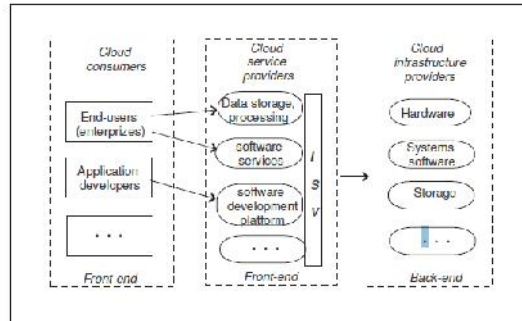 Cloud
consumers
End-users
(enterprizes)
Application
developers
. . .
Front-end
Cloud
service
providers
Data storage,
processing
software
services
software
development
platform
. . .
I
S
V
Front-end
Cloud
infrastructure
providers
Hardware
Systems
software
Storage
. . .
Back-end